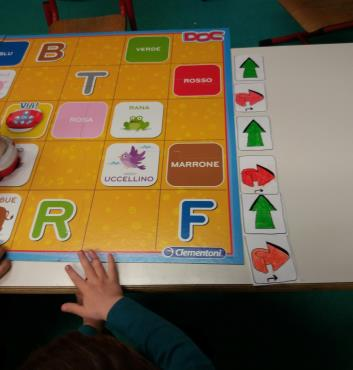 DOC
BLU
B
VERDE
T
ROSSO
VIA!
ROSA
RANA
MARRONE
UCCELLINO
BUE
R
F
Clementoni